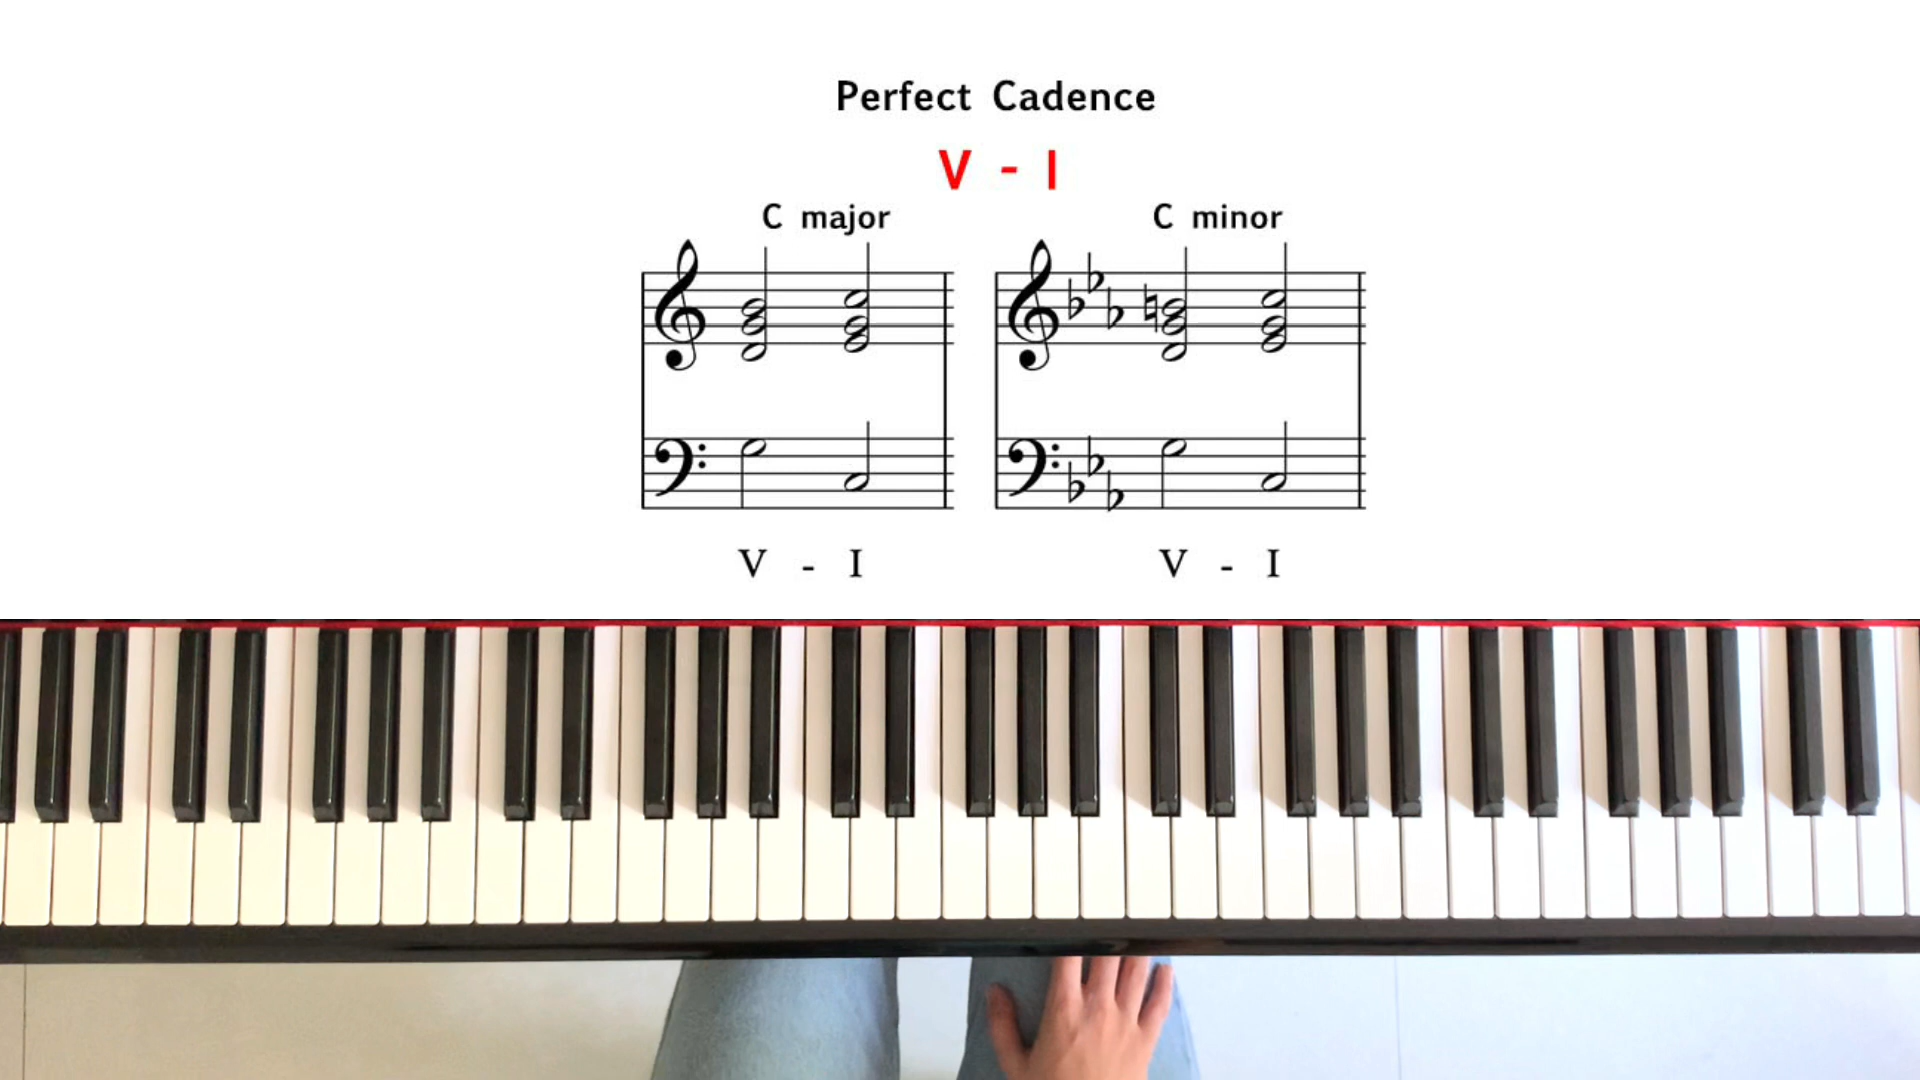 Perfect Cadence
V - I
C major C minor
V - I V - I